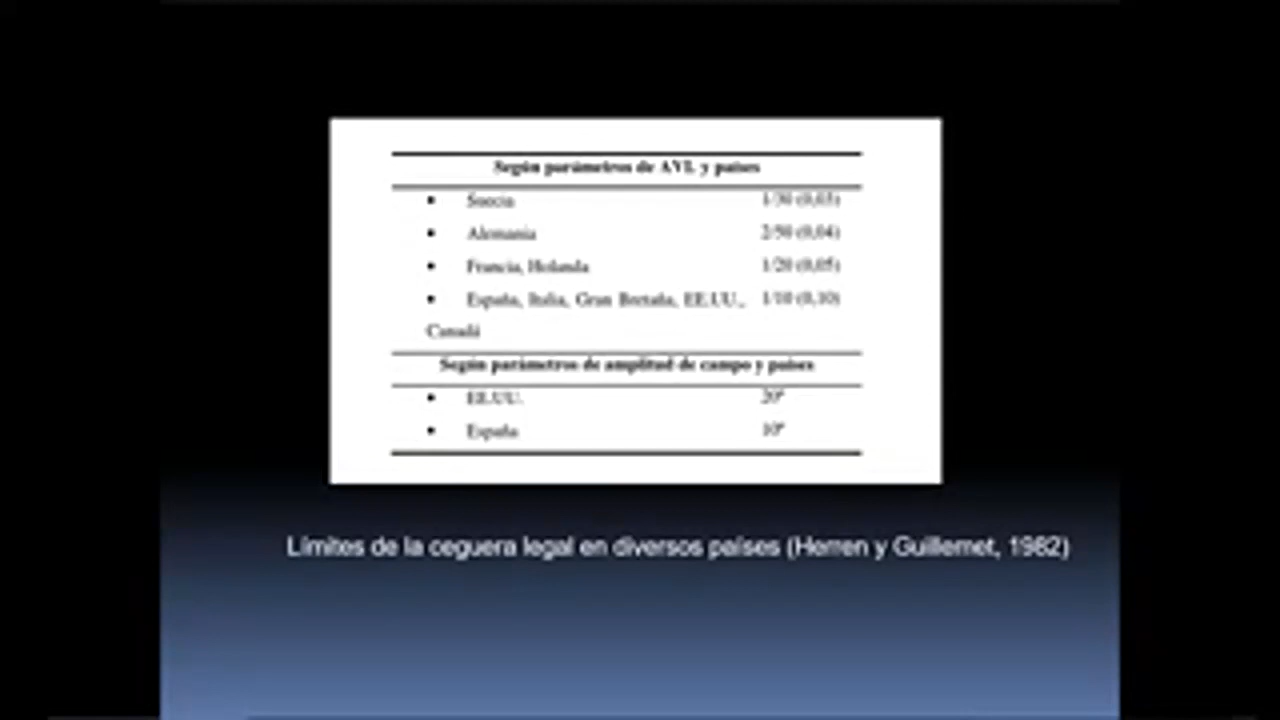 Según parámetros de AVL y países
• Suecia 1/30 (0,03)
• Alemania 2/50 (0,04)
• Francia, Holanda 1/20 (0,05)
• España, Italia, Gran Bretaña, EE.UU., 1/10 (0,10)
Canadá
Según parámetros de amplitud de campo y países
• EE.UU. 20º
• España 10º
Límites de la ceguera legal en diversos países (Herren y Guillemet, 1982)